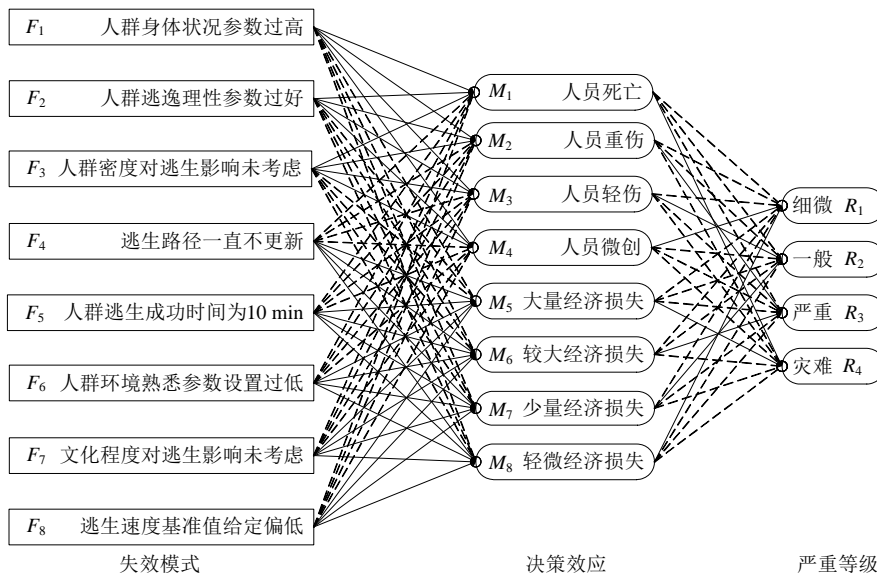 F1 人群身体状况参数过高
F2 人群逃逸理性参数过好
F3 人群密度对逃生影响未考虑
F4 逃生路径一直不更新
F5 人群逃生成功时间为10 min
F6 人群环境熟悉参数设置过低
F7 文化程度对逃生影响未考虑
F8 逃生速度基准值给定偏低
失效模式
M1 人员死亡
M2 人员重伤
M3 人员轻伤
M4 人员微创
M5 大量经济损失
M6 较大经济损失
M7 少量经济损失
M8 轻微经济损失
决策效应
细微 R1
一般 R2
严重 R3
灾难 R4
严重等级